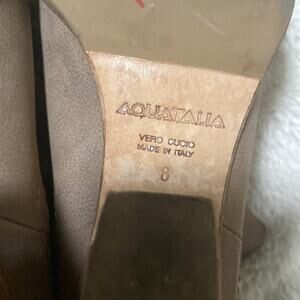 AQUATALIA
VERO CUOIO
MADE IN ITALY
8